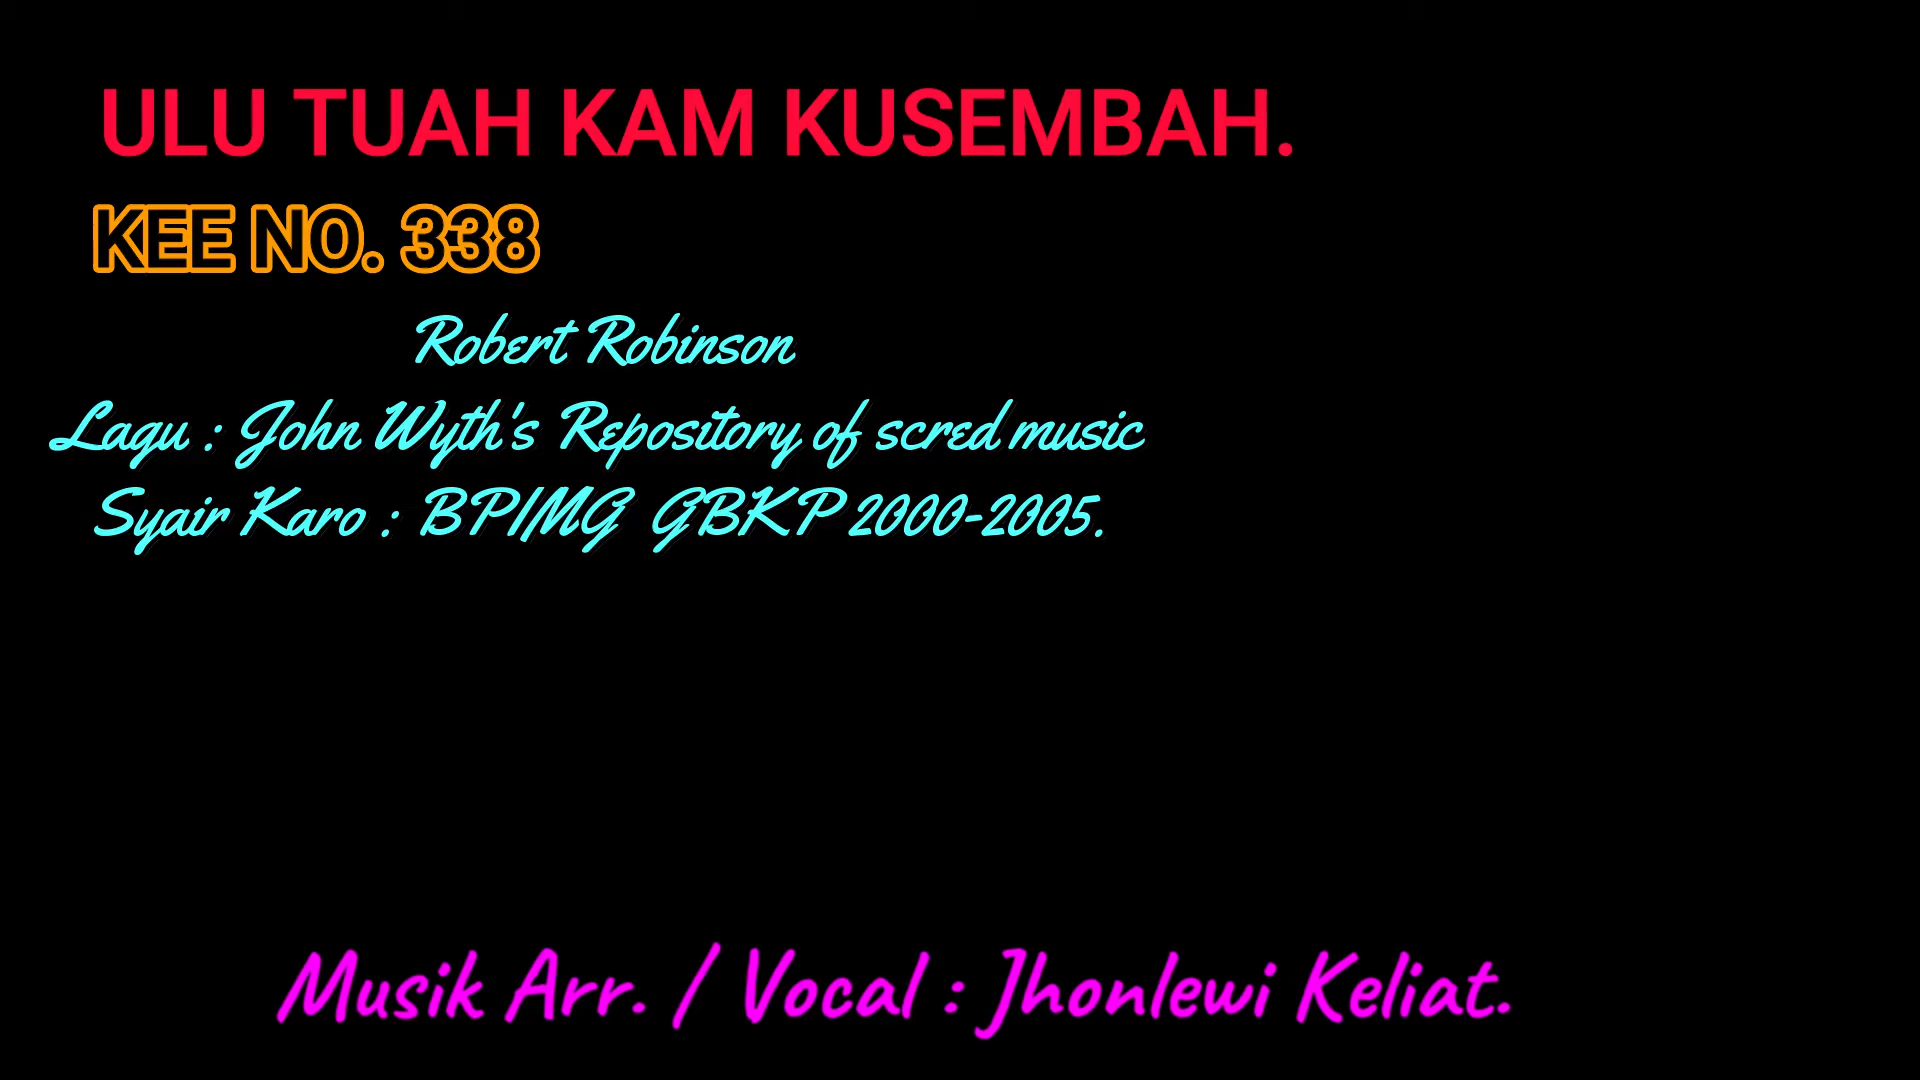 ULU TUAH KAM KUSEMBAH.
KEE NO. 338
Robert Robinson
Lagu : John Wyth's Repository of scred music
Syair Karo : BPIMG GBKP 2000-2005.
Musik Arr. / Vocal : Jhonlewi Keliat.